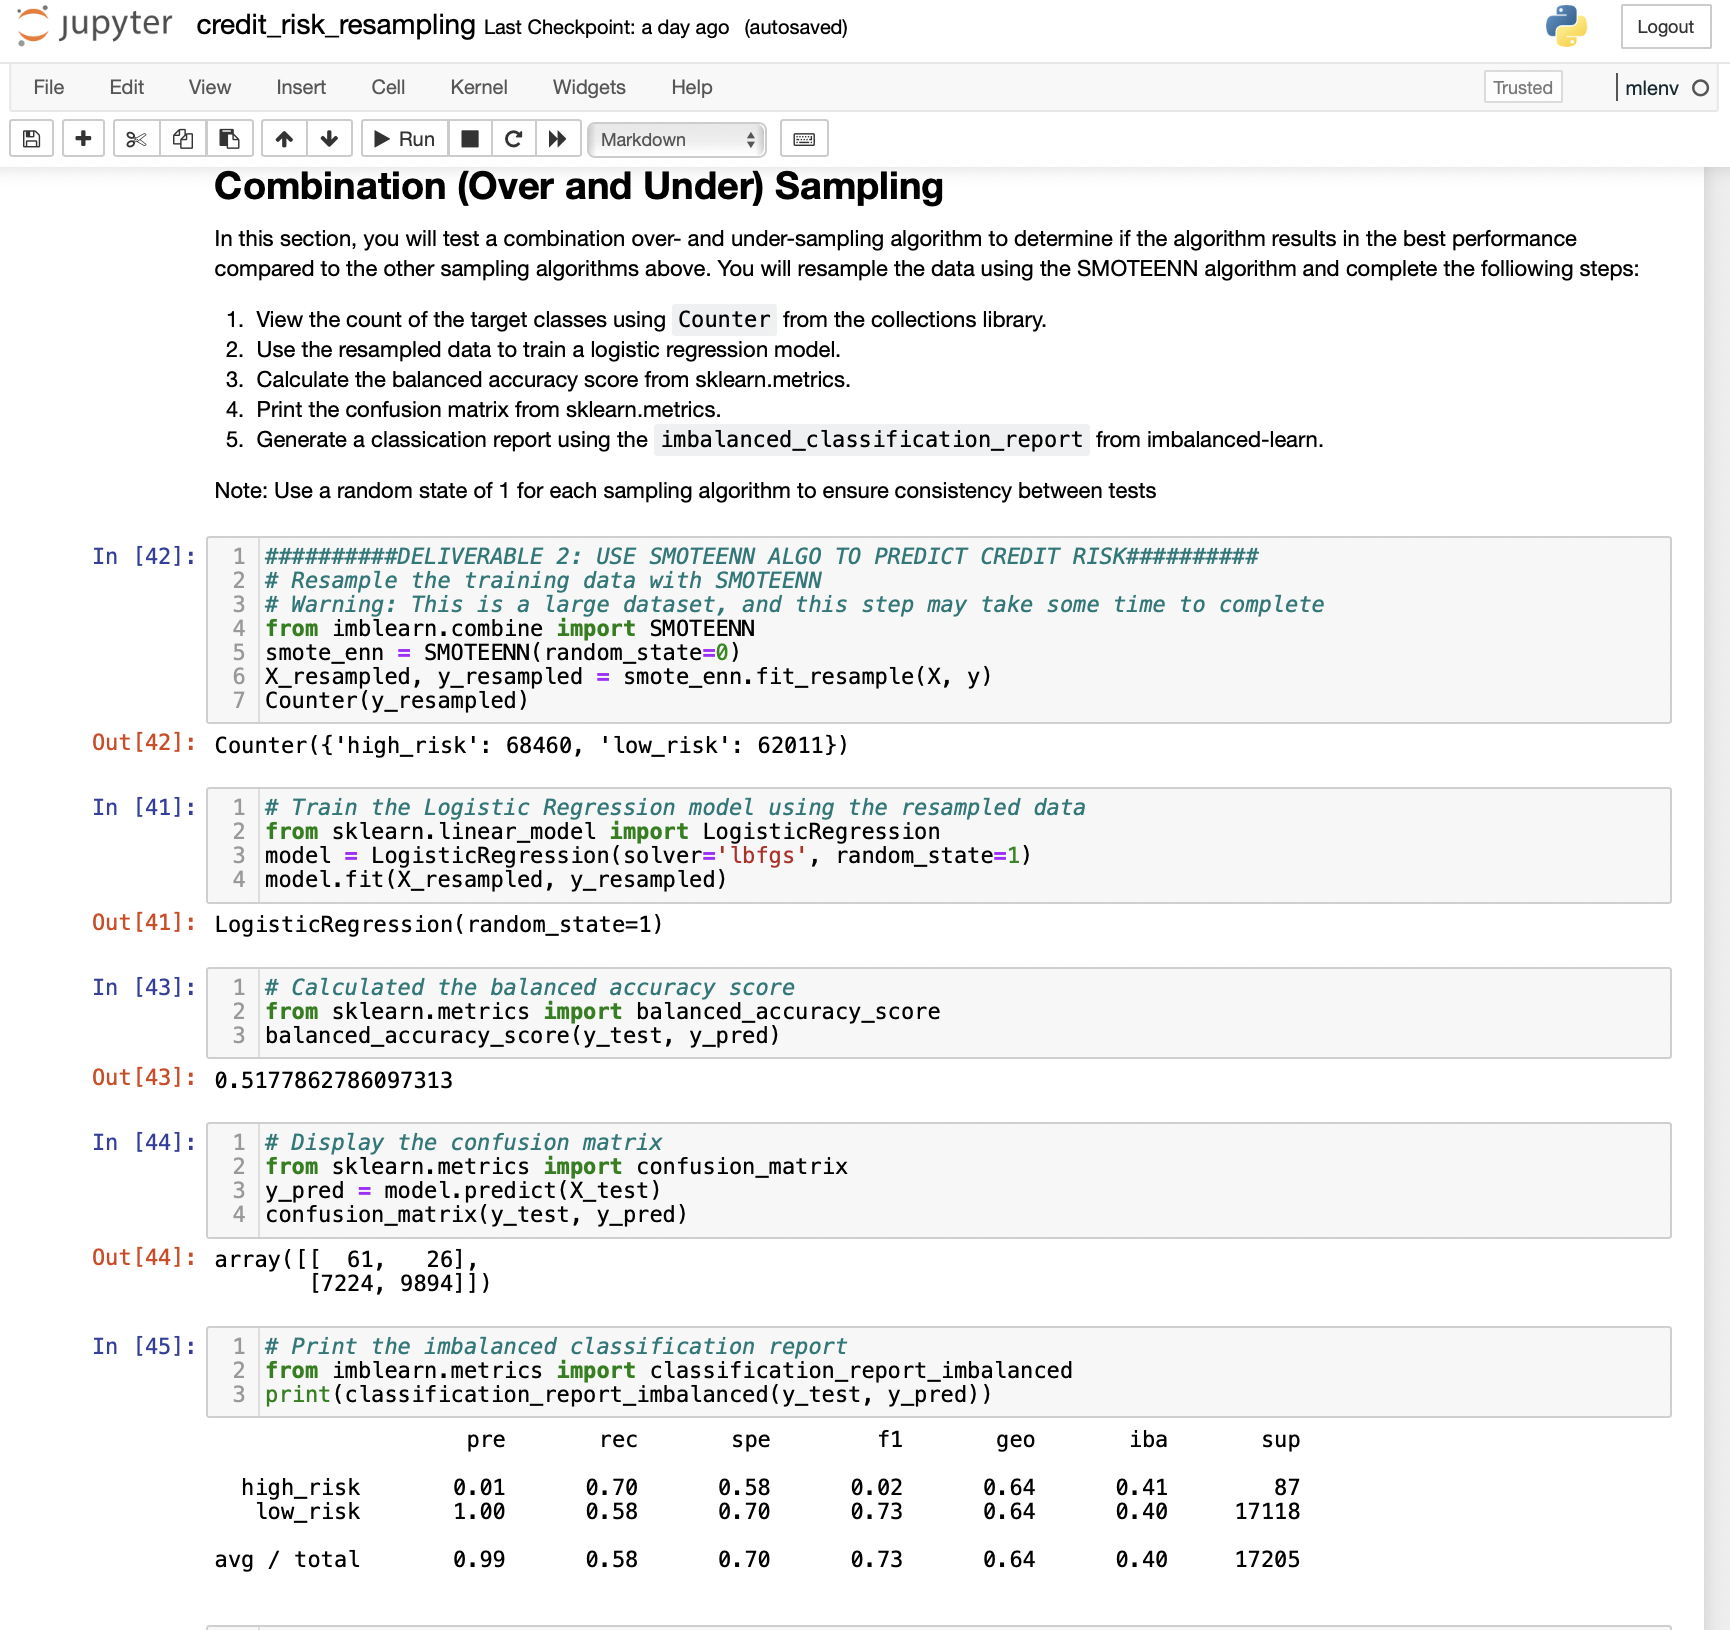 jupyter credit_risk_resampling Last Checkpoint: a day ago (autosaved) Logout
File Edit View Insert Cell Kernel Widgets Help Trusted mlenv
Run Markdown
Combination (Over and Under) Sampling
In this section, you will test a combination over- and under-sampling algorithm to determine if the algorithm results in the best performance
compared to the other sampling algorithms above. You will resample the data using the SMOTEENN algorithm and complete the folliowing steps:
1. View the count of the target classes using Counter from the collections library.
2. Use the resampled data to train a logistic regression model.
3. Calculate the balanced accuracy score from sklearn.metrics.
4. Print the confusion matrix from sklearn.metrics.
5. Generate a classication report using the imbalanced_classification_report from imbalanced-learn.
Note: Use a random state of 1 for each sampling algorithm to ensure consistency between tests
In [42]: 1 ##########DELIVERABLE 2: USE SMOTEENN ALGO TO PREDICT CREDIT RISK##########
2 # Resample the training data with SMOTEENN
3 # Warning: This is a large dataset, and this step may take some time to complete
4 from imblearn.combine import SMOTEENN
5 smote_enn = SMOTEENN(random_state=0)
6 X_resampled, y_resampled = smote_enn.fit_resample(X, y)
7 Counter(y_resampled)
Out[42]: Counter({'high_risk': 68460, 'low_risk': 62011})
In [41]: 1 # Train the Logistic Regression model using the resampled data
2 from sklearn.linear_model import LogisticRegression
3 model = LogisticRegression(solver='lbfgs', random_state=1)
4 model.fit(X_resampled, y_resampled)
Out[41]: LogisticRegression(random_state=1)
In [43]: 1 # Calculated the balanced accuracy score
2 from sklearn.metrics import balanced_accuracy_score
3 balanced_accuracy_score(y_test, y_pred)
Out[43]: 0.5177862786097313
In [44]: 1 # Display the confusion matrix
2 from sklearn.metrics import confusion_matrix
3 y_pred = model.predict(X_test)
4 confusion_matrix(y_test, y_pred)
Out[44]: array([[ 61, 26],
[7224, 9894]])
In [45]: 1 # Print the imbalanced classification report
2 from imblearn.metrics import classification_report_imbalanced
3 print(classification_report_imbalanced(y_test, y_pred))
pre rec spe f1 geo iba sup
high_risk 0.01 0.70 0.58 0.02 0.64 0.41 87
low_risk 1.00 0.58 0.70 0.73 0.64 0.40 17118
avg / total 0.99 0.58 0.70 0.73 0.64 0.40 17205